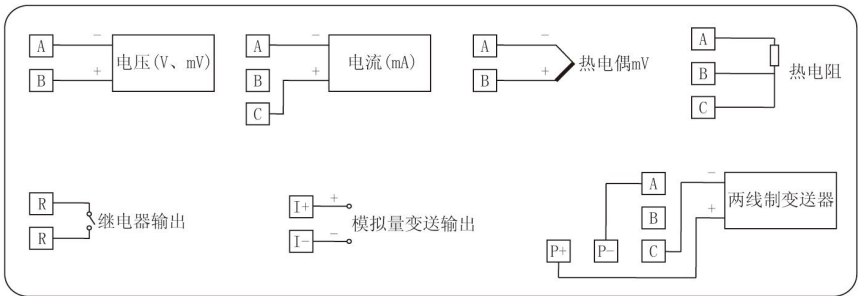 A
－
电压(V、mV)
B
＋
A
－
电流(mA)
B
＋
C
A
－
热电偶mV
B
＋
A
B
热电阻
C
R
继电器输出
R
I+
＋
模拟量变送输出
I-
－
A
－
两线制变送器
B
＋
P+
P-
C